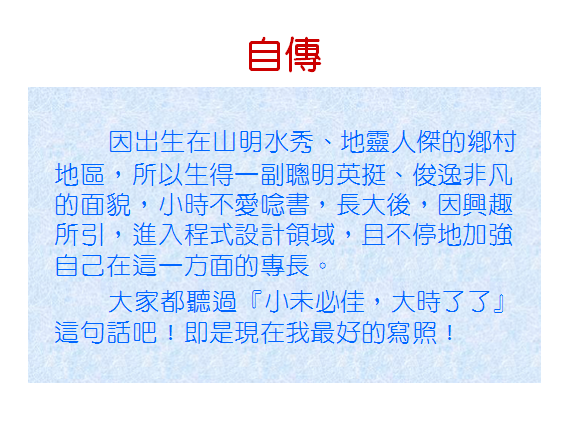 自傳
因出生在山明水秀、地靈人傑的鄉村
地區，所以生得一副聰明英挺、俊逸非凡
的面貌，小時不愛唸書，長大後，因興趣
所引，進入程式設計領域，且不停地加強
自己在這一方面的專長。
大家都聽過『小未必佳，大時了了』
這句話吧！即是現在我最好的寫照！